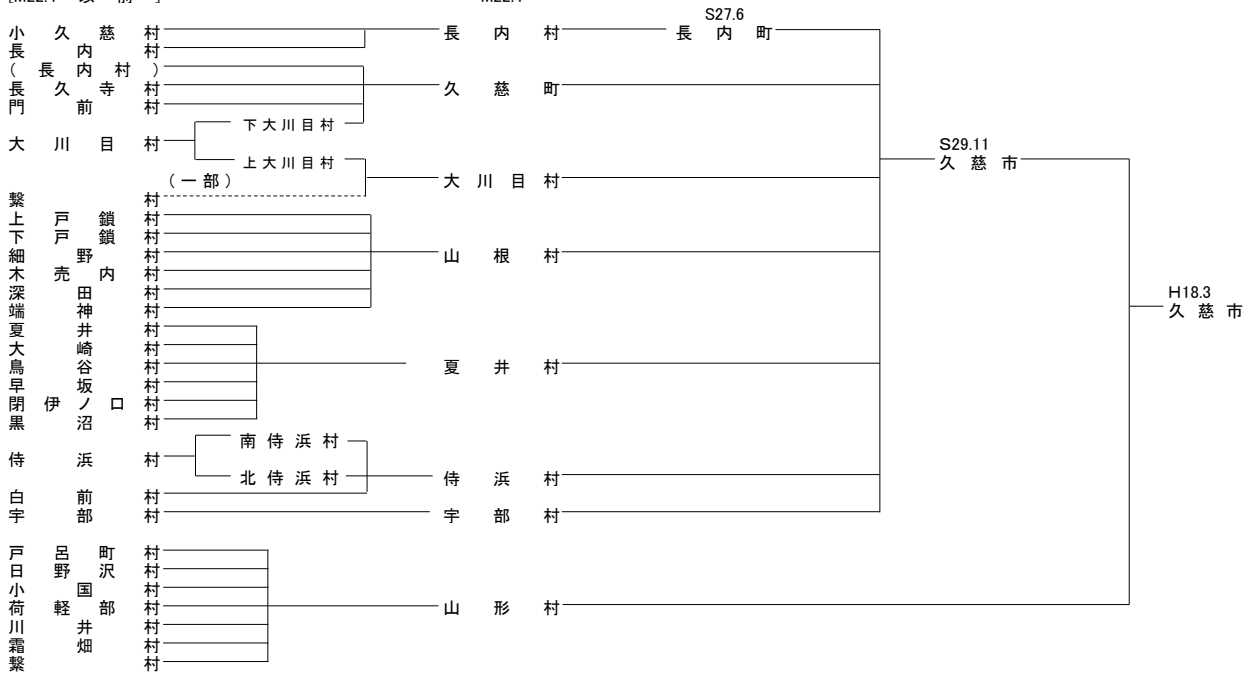 [M22.4 以 前 ]
M22.4
S27.6
小久慈村
長内村
長内町
長内村
(長内村)
長久寺村
久慈町
門前村
下大川目村
大川目村
S29.11
上大川目村
久慈市
(一部)
大川目村
繋村
上戸鎖村
下戸鎖村
細野村
山根村
木売内村
深田村
H18.3
端神村
久慈市
夏井村
大崎村
鳥谷村
夏井村
早坂村
閉伊ノ口村
黒沼村
南侍浜村
侍浜村
北侍浜村
侍浜村
白前村
宇部村
宇部村
戸呂町村
日野沢村
小国村
荷軽部村
山形村
川井村
霜畑村
繋村